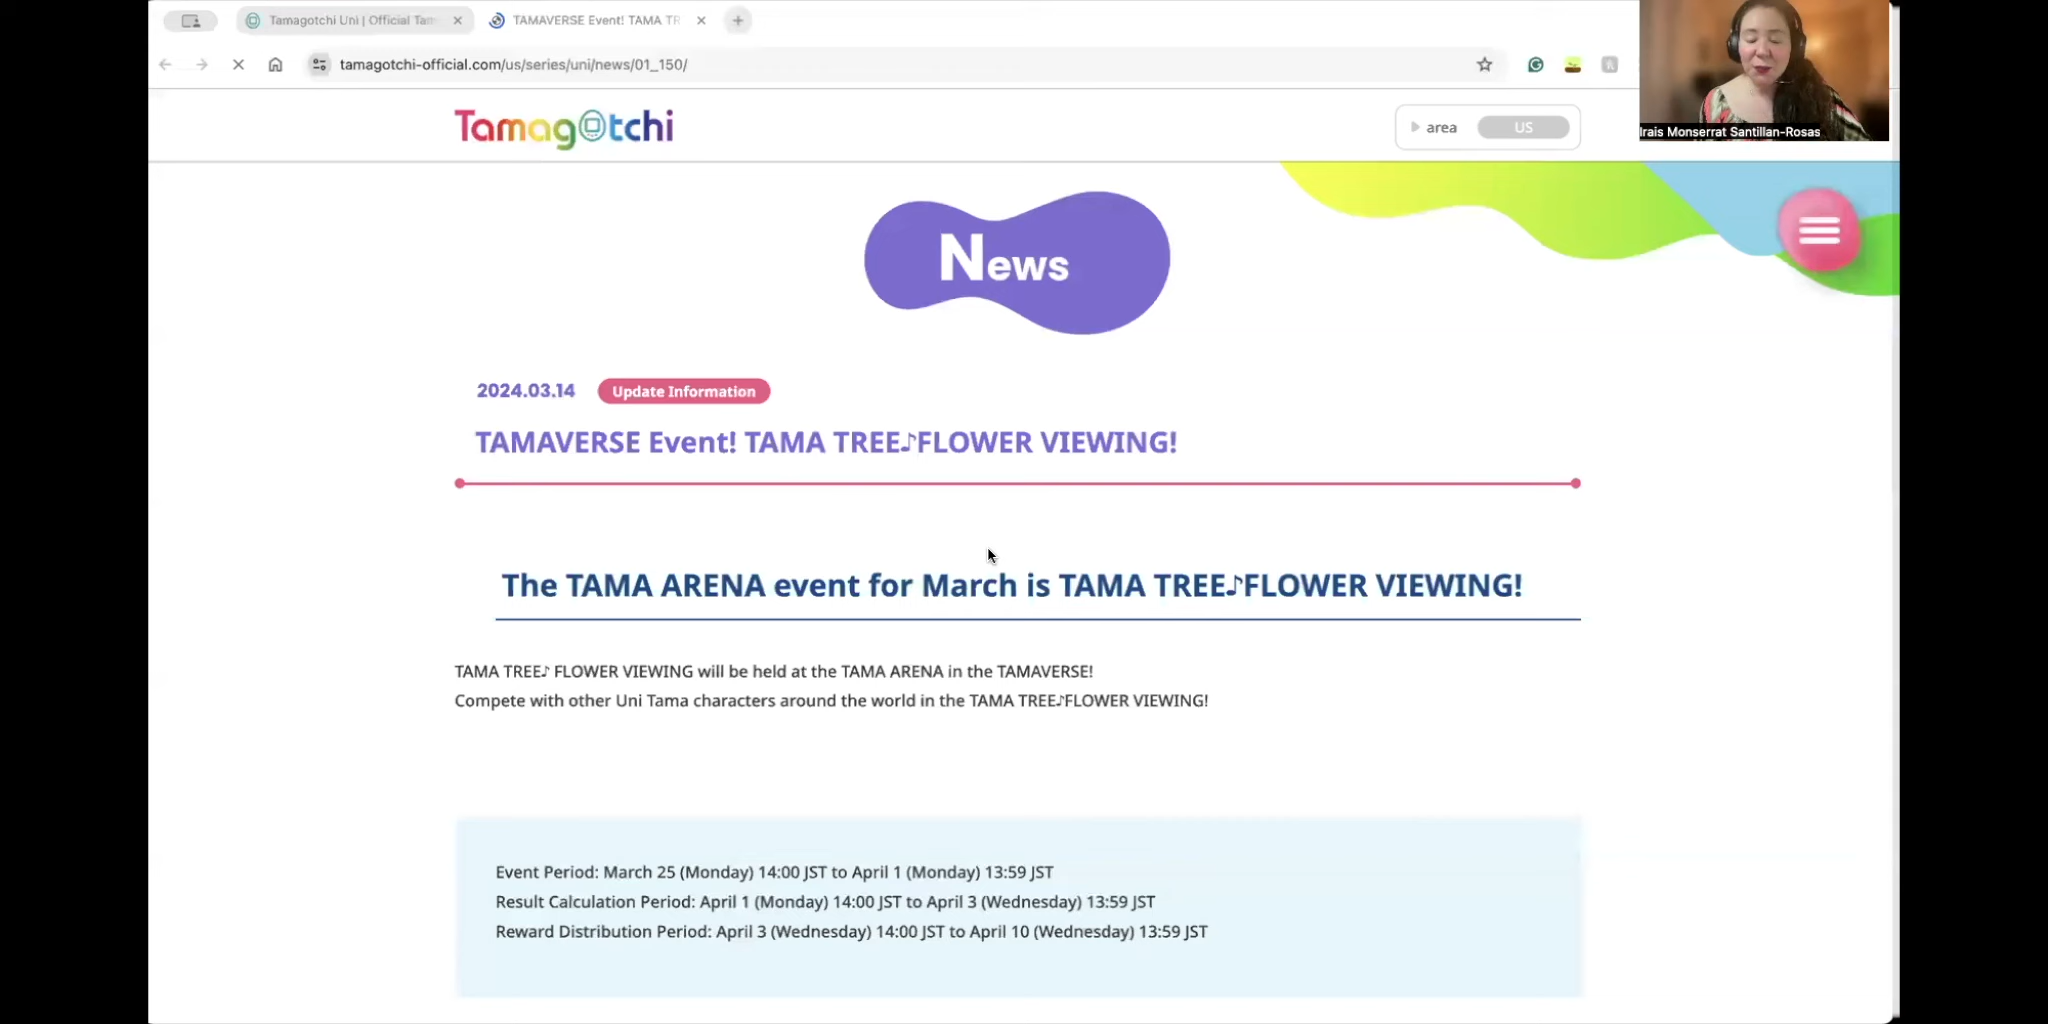 Tamagotchi Uni | Official Tam
TAMAVERSE Event! TAMA TR
tamagotchi-official.com/us/series/uni/news/01_150/
Irais Monserrat Santillan-Rosas
Tamagotchi
area
US
News
2024.03.14
Update Information
TAMAVERSE Event! TAMA TREE♪FLOWER VIEWING!
The TAMA ARENA event for March is TAMA TREE♪FLOWER VIEWING!
TAMA TREE♪ FLOWER VIEWING will be held at the TAMA ARENA in the TAMAVERSE!
Compete with other Uni Tama characters around the world in the TAMA TREE♪FLOWER VIEWING!
Event Period: March 25 (Monday) 14:00 JST to April 1 (Monday) 13:59 JST
Result Calculation Period: April 1 (Monday) 14:00 JST to April 3 (Wednesday) 13:59 JST
Reward Distribution Period: April 3 (Wednesday) 14:00 JST to April 10 (Wednesday) 13:59 JST